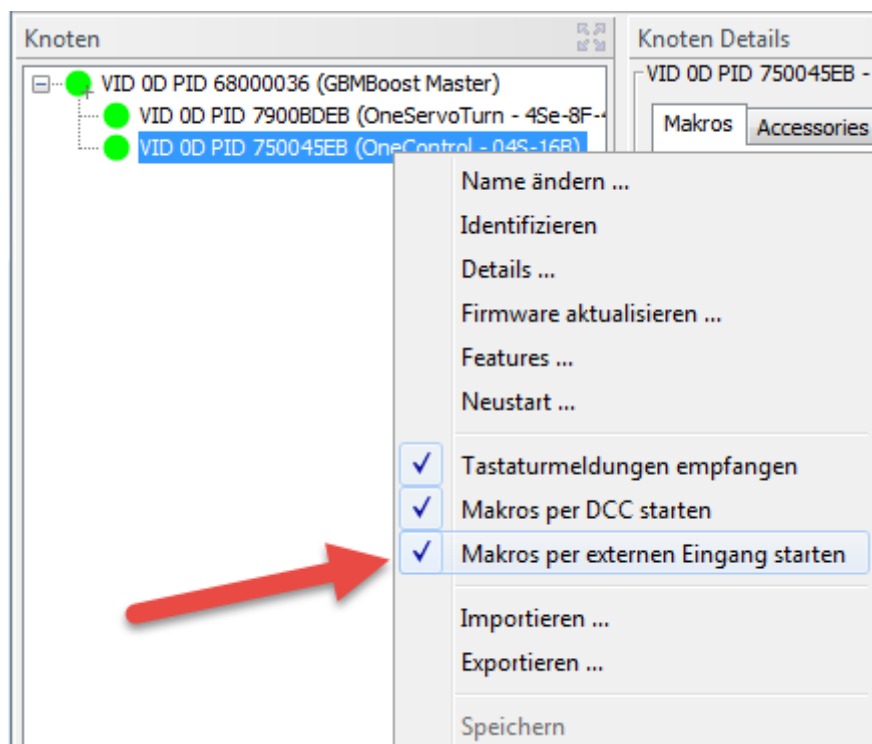 Knoten
Knoten Details
VID 0D PID 68000036 (GBMBoost Master)
VID 0D PID 7900BDEB (OneServoTurn - 4Se-8F-
VID 0D PID 750045EB (OneControl - 04S-16B)
VID 0D PID 750045EB -
Makros
Accessories
Name ändern ...
Identifizieren
Details ...
Firmware aktualisieren ...
Features ...
Neustart ...
Tastaturmeldungen empfangen
Makros per DCC starten
Makros per externen Eingang starten
Importieren ...
Exportieren ...
Speichern